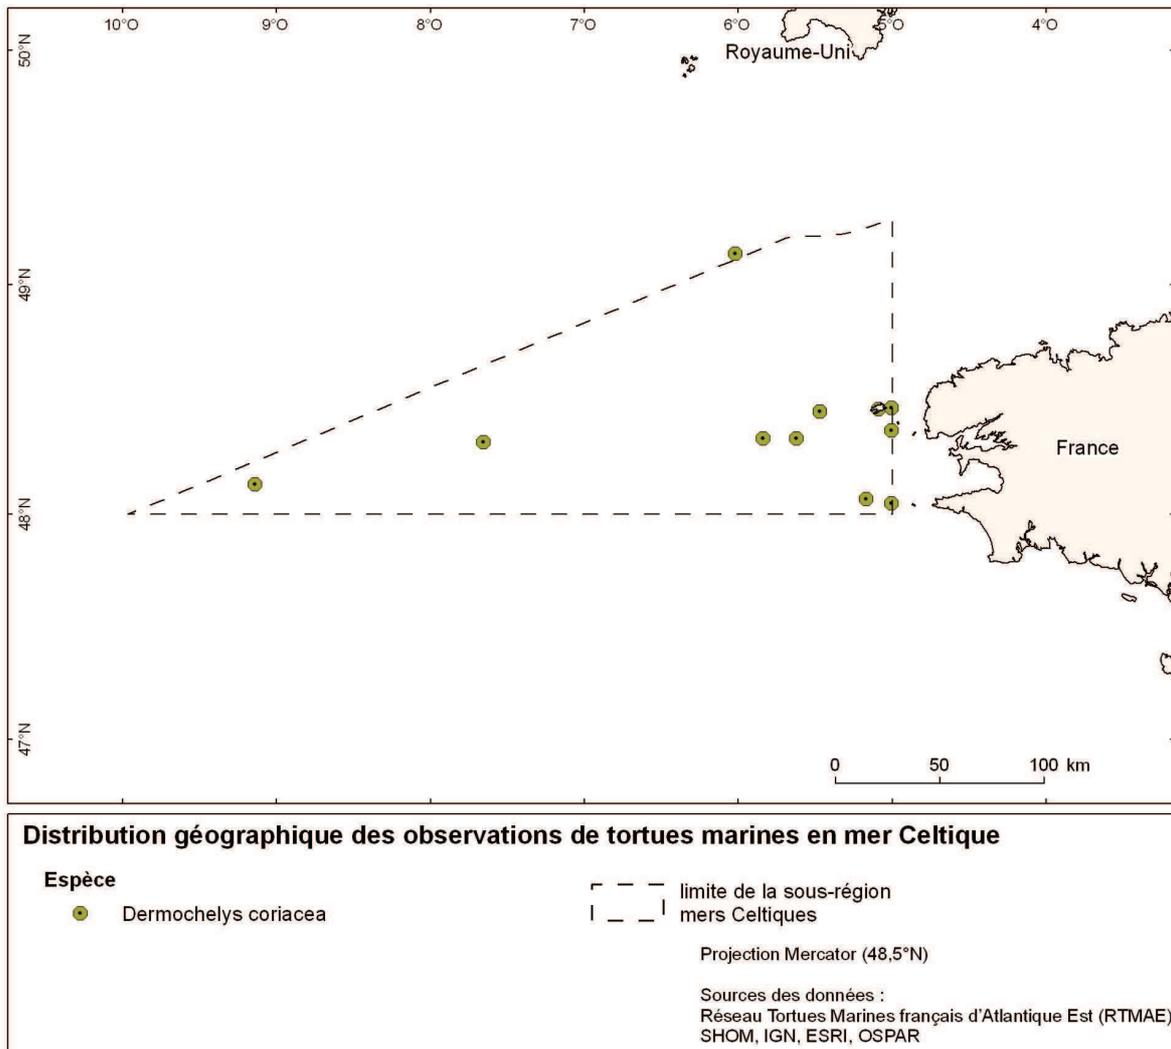 10°O 9°O 8°O 7°O 6°O 5°O 4°O
50°N
Royaume-Uni
49°N
France
48°N
47°N
0 50 100 km
Distribution géographique des observations de tortues marines en mer Celtique
Espèce
Dermochelys coriacea
limite de la sous-région
mers Celtiques
Projection Mercator (48,5°N)
Sources des données :
Réseau Tortues Marines français d'Atlantique Est (RTMAE)
SHOM, IGN, ESRI, OSPAR